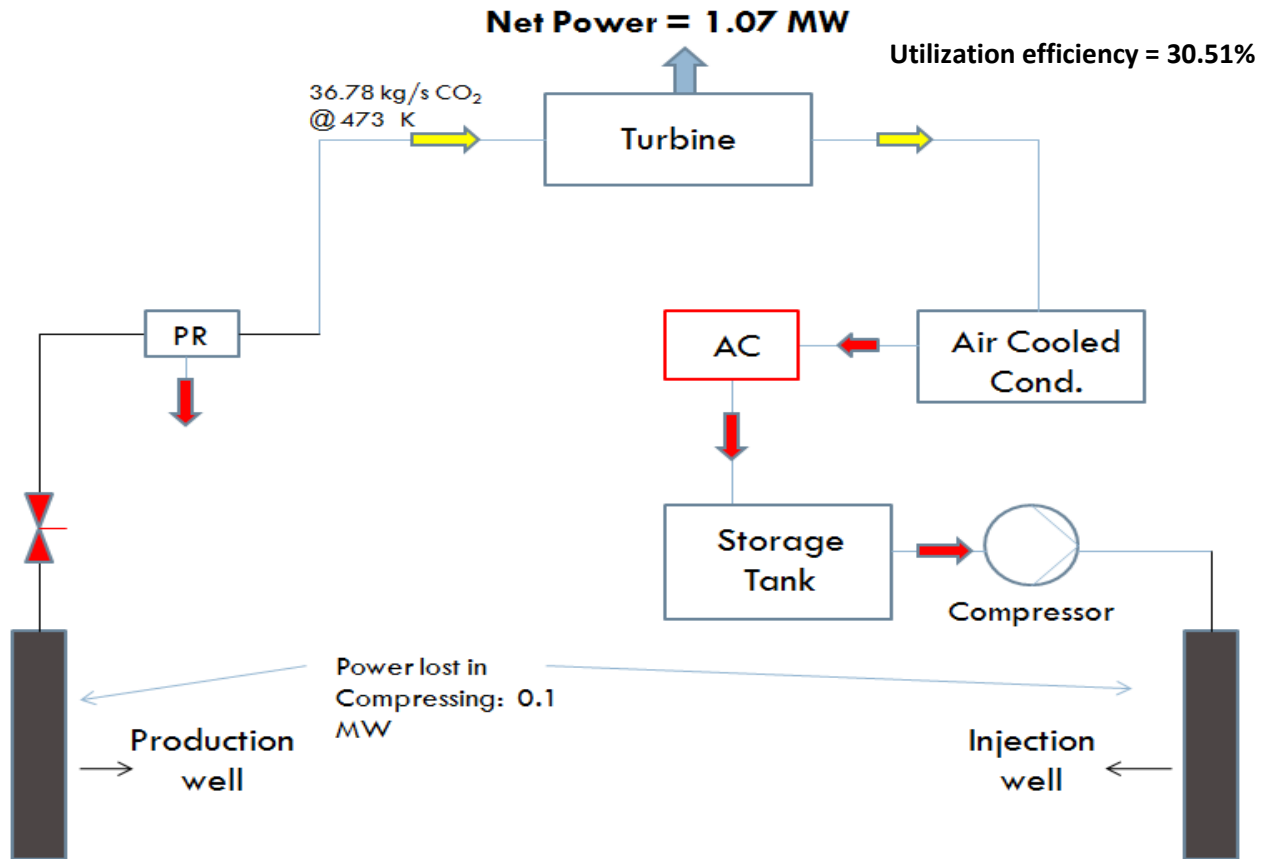 Net Power = 1.07 MW
Utilization efficiency = 30.51%
36.78 kg/s CO₂
@ 473 K
Turbine
PR
AC
Air Cooled
Cond.
Storage
Tank
Compressor
Power lost in
Compressing: 0.1
MW
Production
well
Injection
well